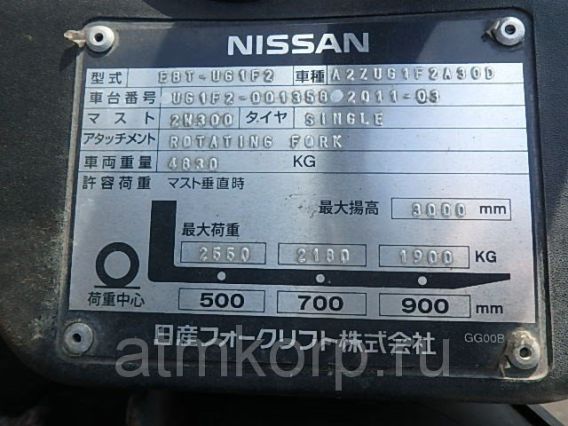 NISSAN
型式 EBT-UG1F2 車種 A2ZUG1F2A30D
車台番号 UG1F2-001358 2011-03
マスト 2W300 タイヤ SINGLE
アタッチメント ROTATING FORK
車両重量 4830 KG
許容荷重 マスト垂直時
最大揚高 3000 mm
最大荷重
2550 2180 1900 KG
荷重中心 500 700 900 mm
日産フォークリフト株式会社 GG00B
atmkorp.ru